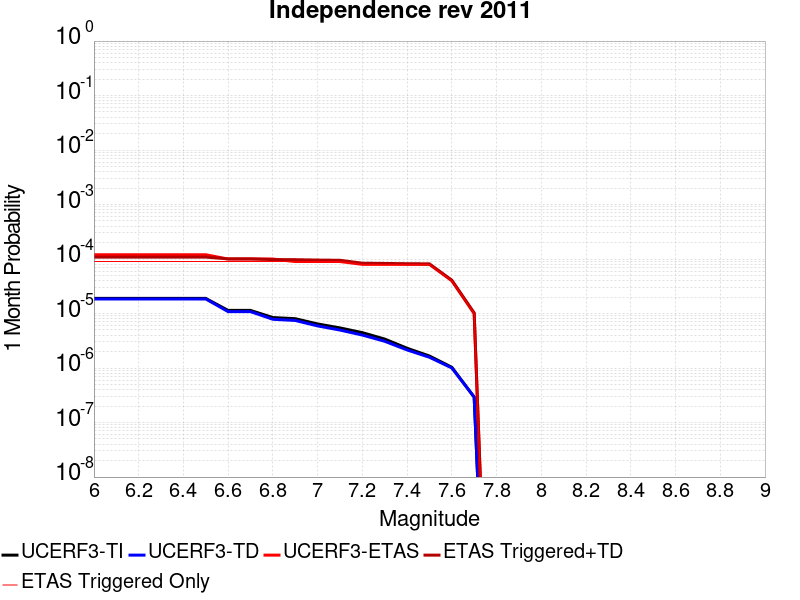 Independence rev 2011
10^0
10^-1
10^-2
10^-3
10^-4
10^-5
10^-6
10^-7
10^-8
1 Month Probability
6 6.2 6.4 6.6 6.8 7 7.2 7.4 7.6 7.8 8 8.2 8.4 8.6 8.8 9
Magnitude
UCERF3-TI UCERF3-TD UCERF3-ETAS ETAS Triggered+TD
ETAS Triggered Only